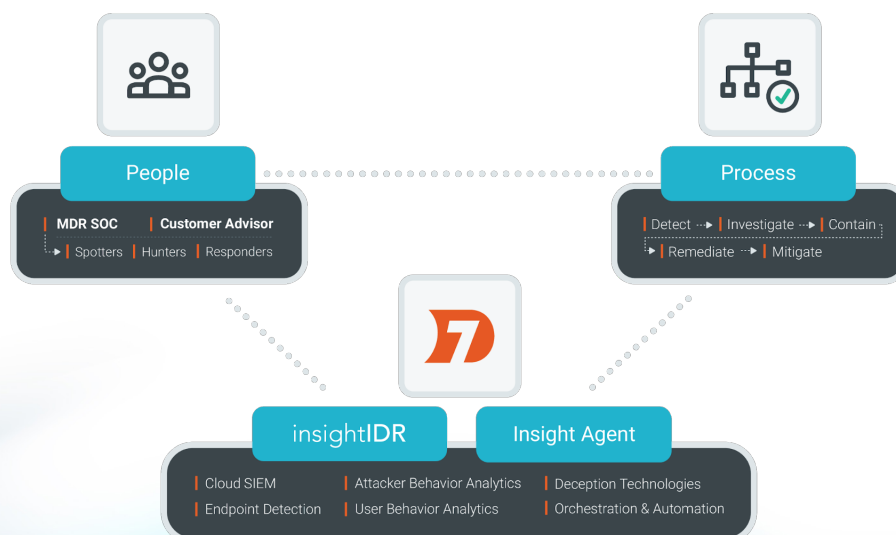 People
MDR SOC
Customer Advisor
Spotters
Hunters
Responders
Process
Detect
Investigate
Contain
Remediate
Mitigate
7
insightIDR
Insight Agent
Cloud SIEM
Attacker Behavior Analytics
Deception Technologies
Endpoint Detection
User Behavior Analytics
Orchestration & Automation